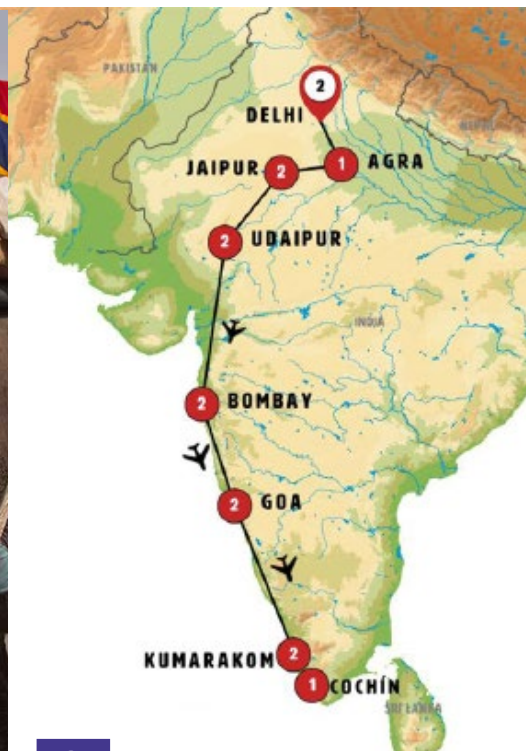 PAKISTAN
2
DELHI
NEPAL
JAIPUR
2
1
AGRA
2
UDAIPUR
INDIA
2
BOMBAY
2
GOA
KUMARAKOM
2
1
COCHÍN
SRI LANKA